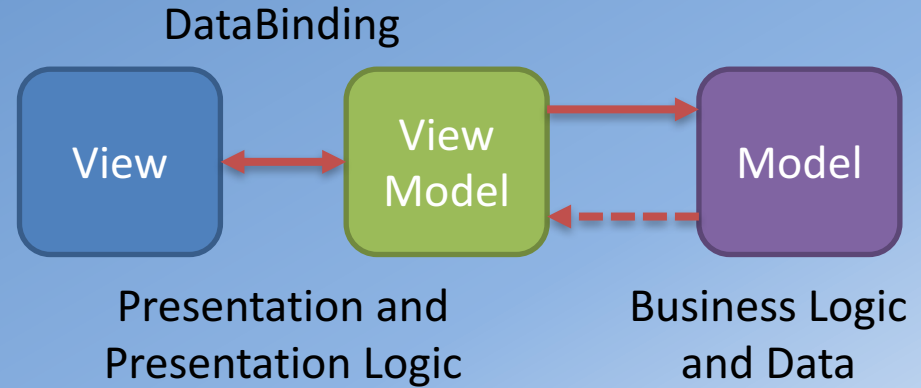 DataBinding
View
View
Model
Model
Presentation and
Presentation Logic
Business Logic
and Data